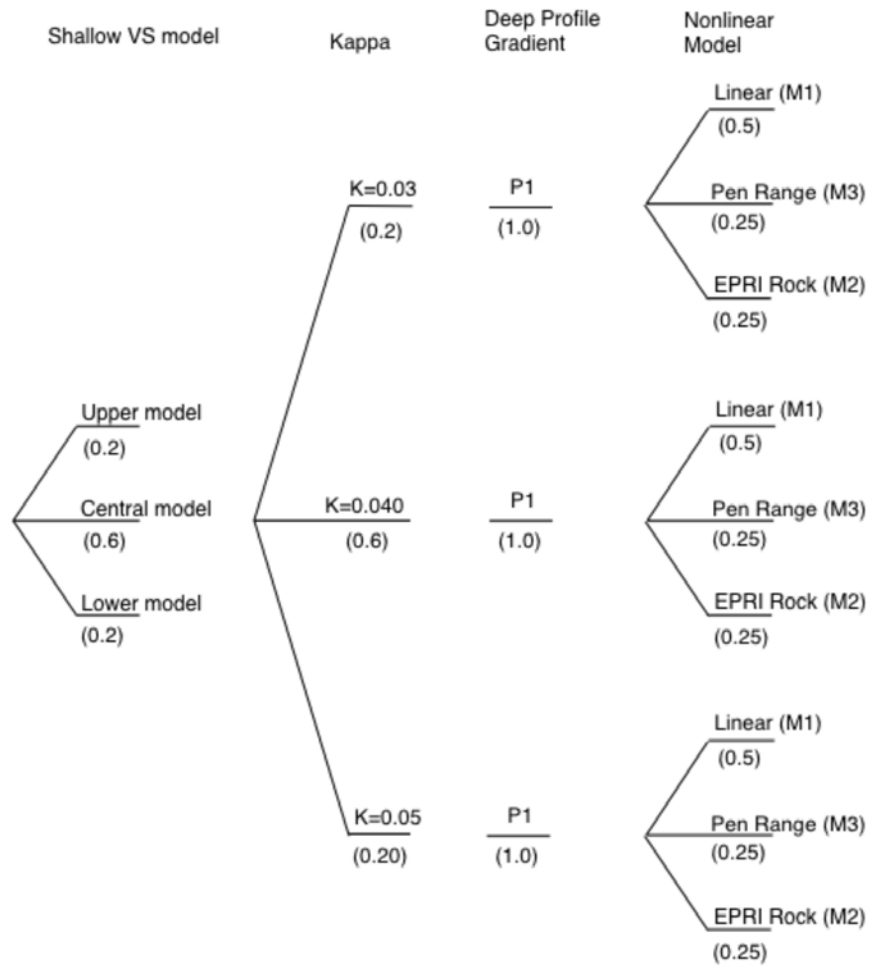 Shallow VS model
Kappa
Deep Profile
Gradient
Nonlinear
Model
Linear (M1)
(0.5)
K=0.03
(0.2)
P1
(1.0)
Pen Range (M3)
(0.25)
EPRI Rock (M2)
(0.25)
Upper model
(0.2)
Central model
(0.6)
Lower model
(0.2)
K=0.040
(0.6)
P1
(1.0)
Linear (M1)
(0.5)
Pen Range (M3)
(0.25)
EPRI Rock (M2)
(0.25)
K=0.05
(0.20)
P1
(1.0)
Linear (M1)
(0.5)
Pen Range (M3)
(0.25)
EPRI Rock (M2)
(0.25)